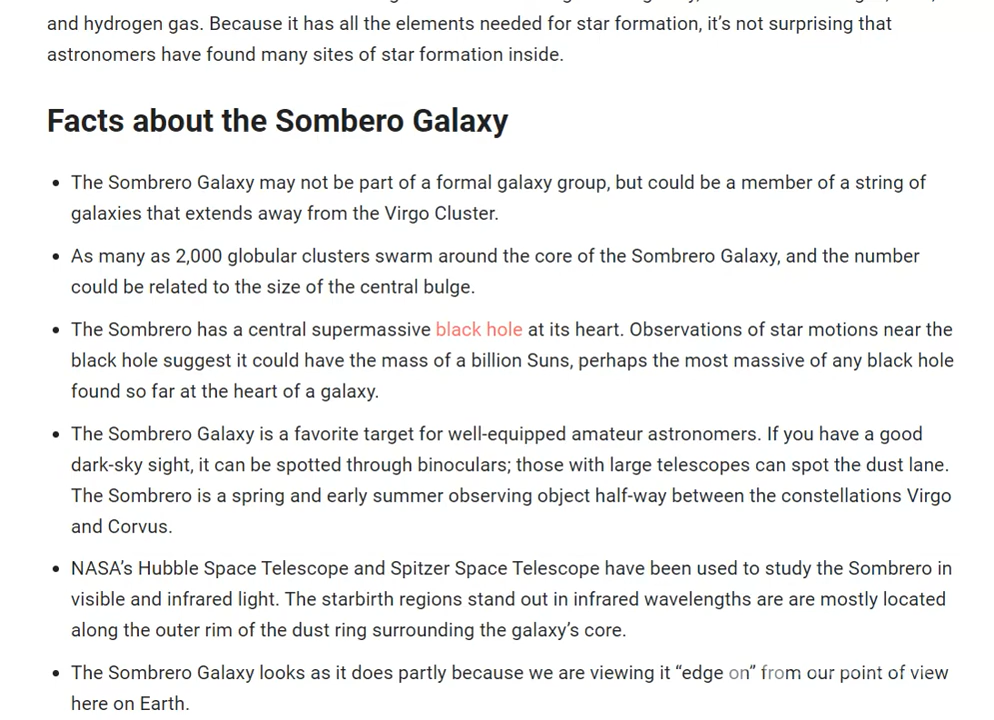 and hydrogen gas. Because it has all the elements needed for star formation, it’s not surprising that
astronomers have found many sites of star formation inside.
Facts about the Sombero Galaxy
• The Sombrero Galaxy may not be part of a formal galaxy group, but could be a member of a string of
galaxies that extends away from the Virgo Cluster.
• As many as 2,000 globular clusters swarm around the core of the Sombrero Galaxy, and the number
could be related to the size of the central bulge.
• The Sombrero has a central supermassive black hole at its heart. Observations of star motions near the
black hole suggest it could have the mass of a billion Suns, perhaps the most massive of any black hole
found so far at the heart of a galaxy.
• The Sombrero Galaxy is a favorite target for well-equipped amateur astronomers. If you have a good
dark-sky sight, it can be spotted through binoculars; those with large telescopes can spot the dust lane.
The Sombrero is a spring and early summer observing object half-way between the constellations Virgo
and Corvus.
• NASA’s Hubble Space Telescope and Spitzer Space Telescope have been used to study the Sombrero in
visible and infrared light. The starbirth regions stand out in infrared wavelengths are are mostly located
along the outer rim of the dust ring surrounding the galaxy’s core.
• The Sombrero Galaxy looks as it does partly because we are viewing it “edge on” from our point of view
here on Earth.